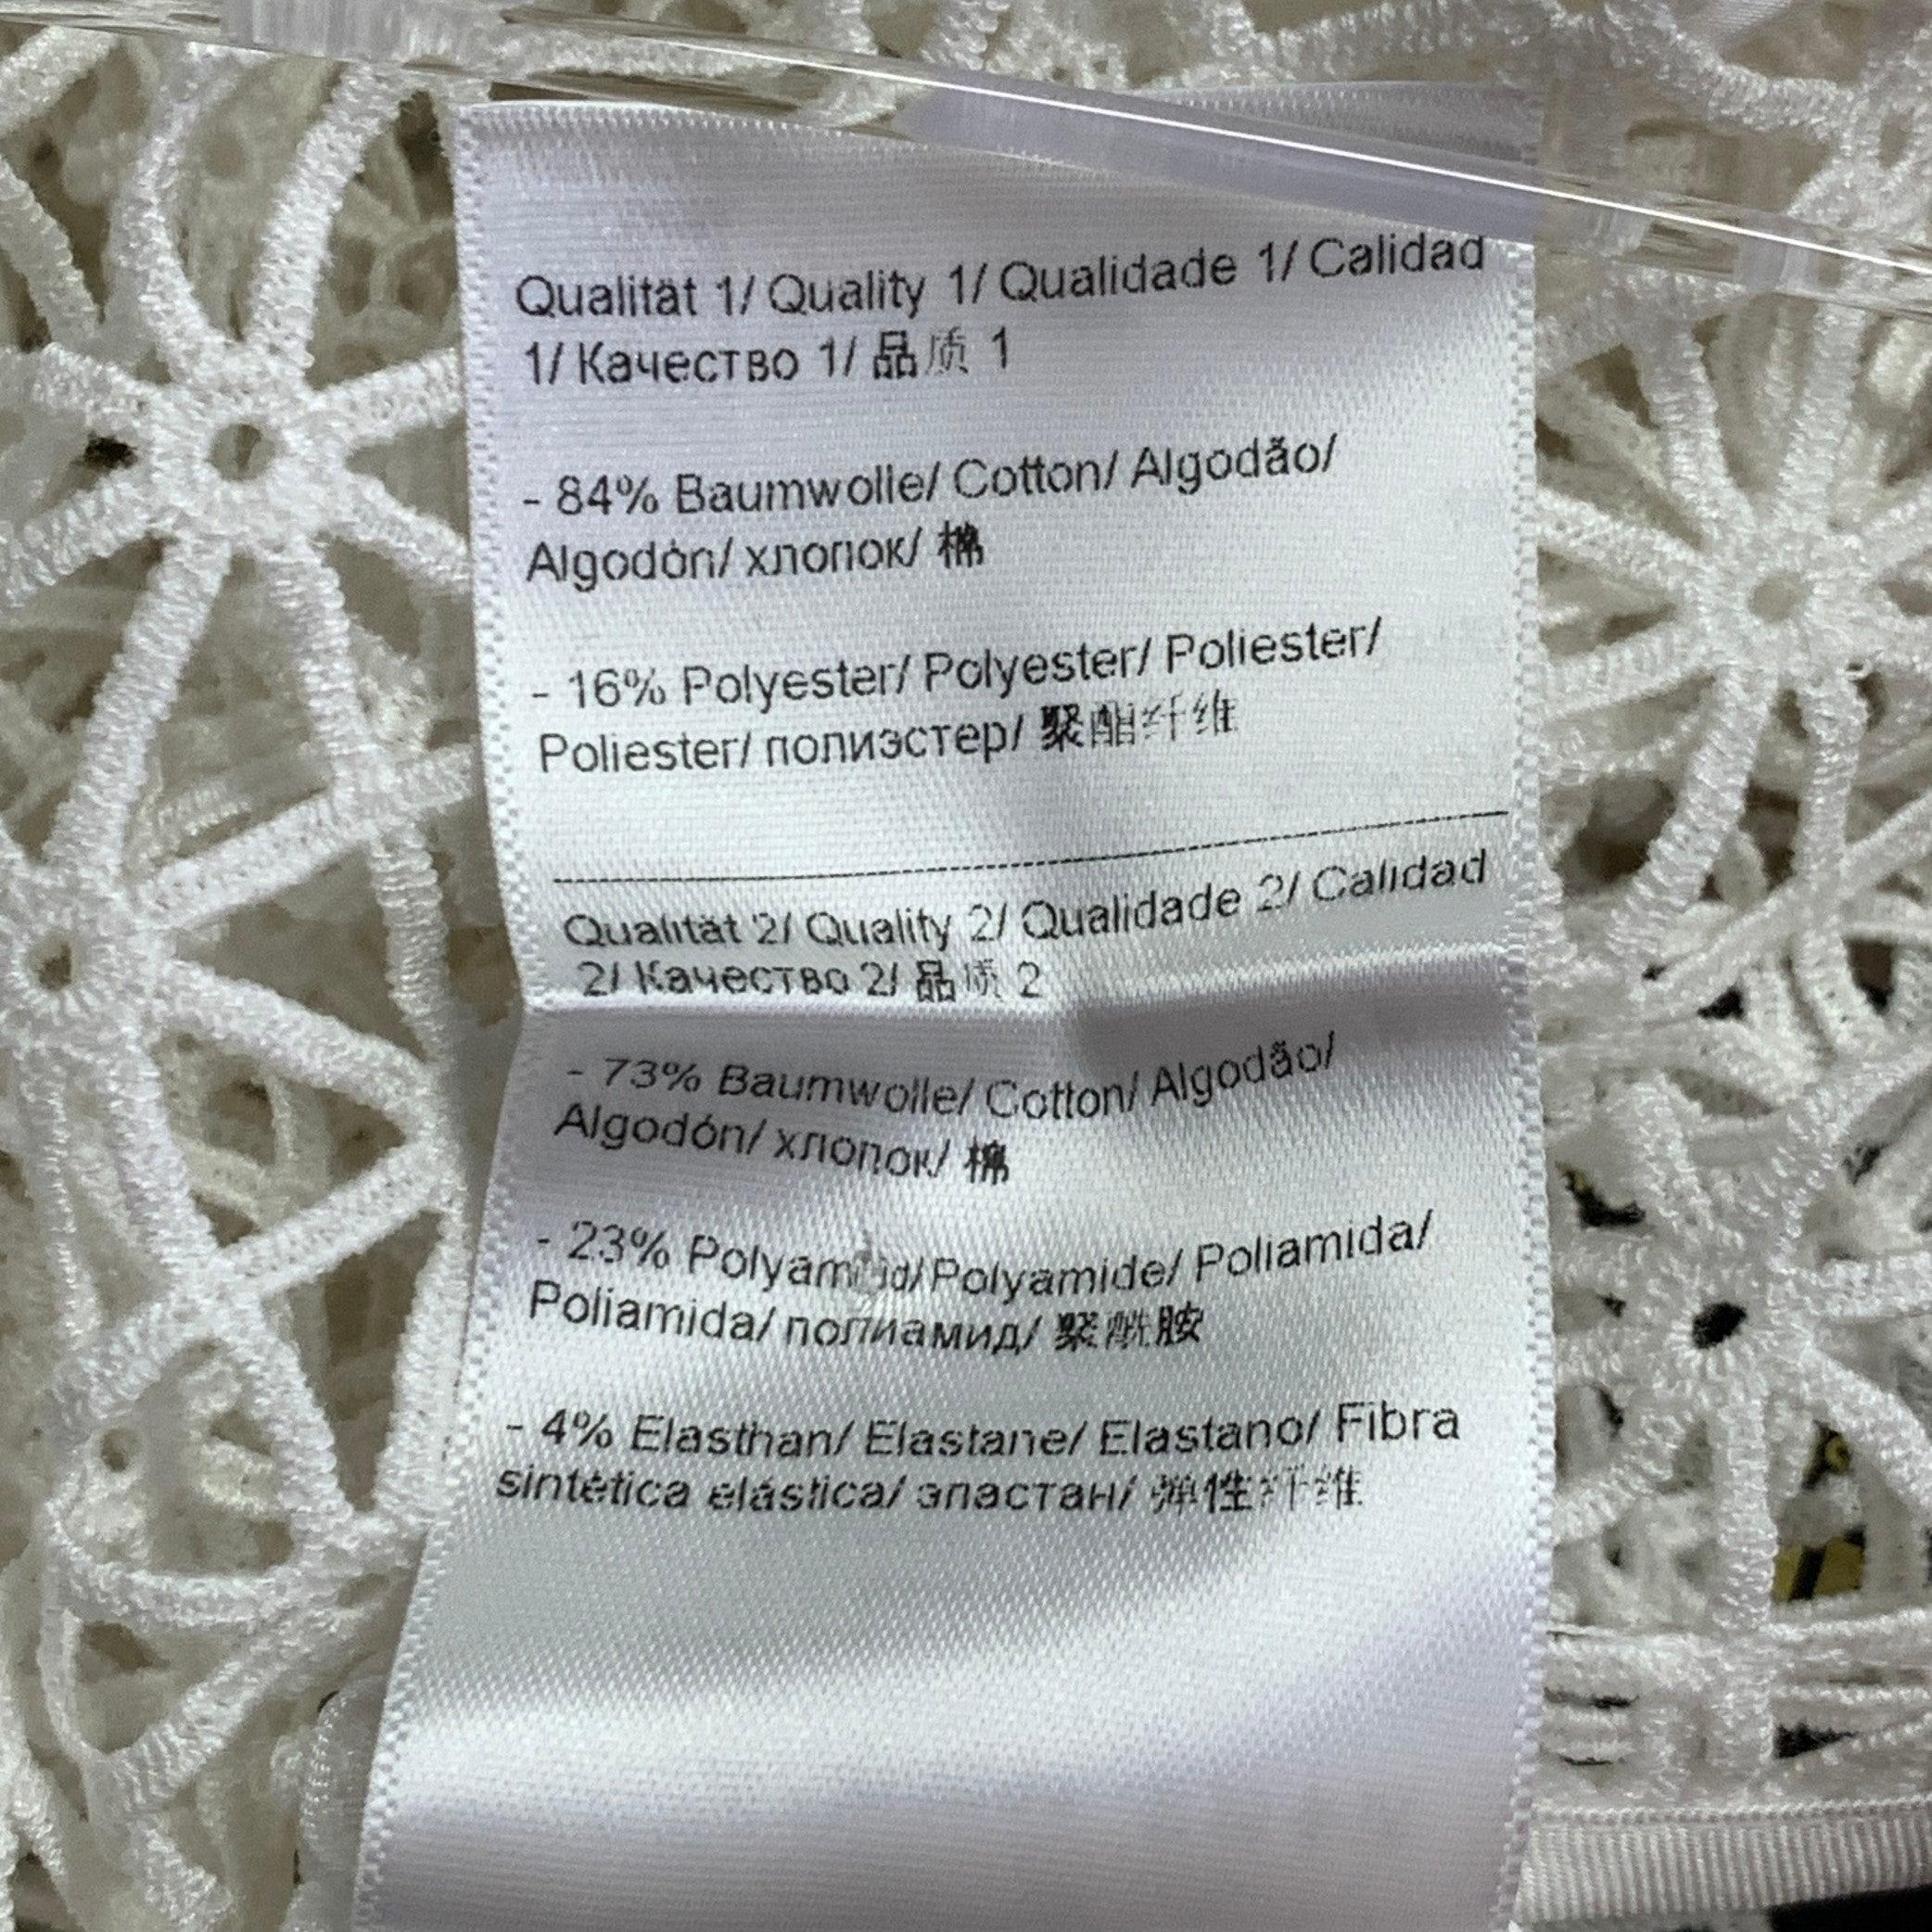 Qualität 1/ Quality 1/ Qualidade 1/ Calidad
1/ Качество 1/ 品质 1
- 84% Baumwolle/ Cotton/ Algodão/
Algodón/ хлопок/ 棉
- 16% Polyester/ Polyester/ Poliester/
Poliester/ полиэстер/ 聚酯纤维
Qualität 2/ Quality 2/ Qualidade 2/ Calidad
2/ Качество 2/ 品质 2
- 73% Baumwolle/ Cotton/ Algodão/
Algodón/ хлопок/ 棉
- 23% Polyamid/ Polyamide/ Poliamida/
Poliamida/ полиамид/ 聚酰胺
- 4% Elasthan/ Elastane/ Elastano/ Fibra
sintética elástica/ эластан/ 弹性纤维